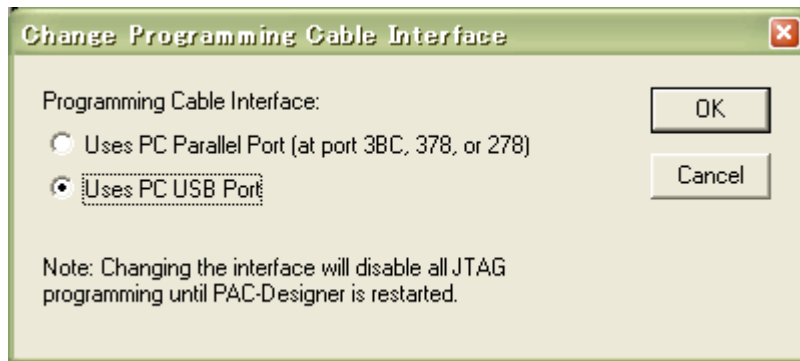 Change Programming Cable Interface
Programming Cable Interface:
OK
Uses PC Parallel Port (at port 3BC, 378, or 278)
Uses PC USB Port
Cancel
Note: Changing the interface will disable all JTAG
programming until PAC-Designer is restarted.